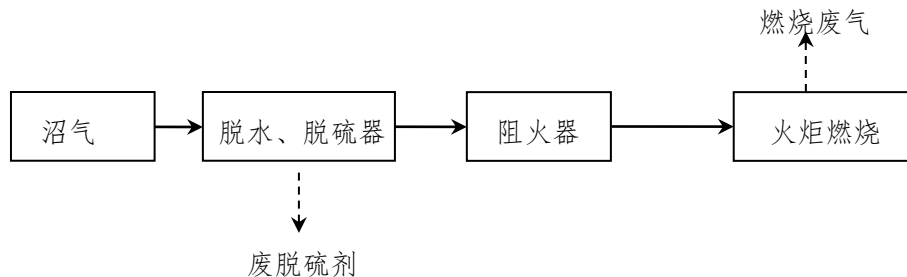 燃烧废气
沼气
脱水、脱硫器
阻火器
火炬燃烧
废脱硫剂